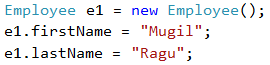 Employee e1 = new Employee();
e1.firstName = "Mugil";
e1.lastName = "Ragu";